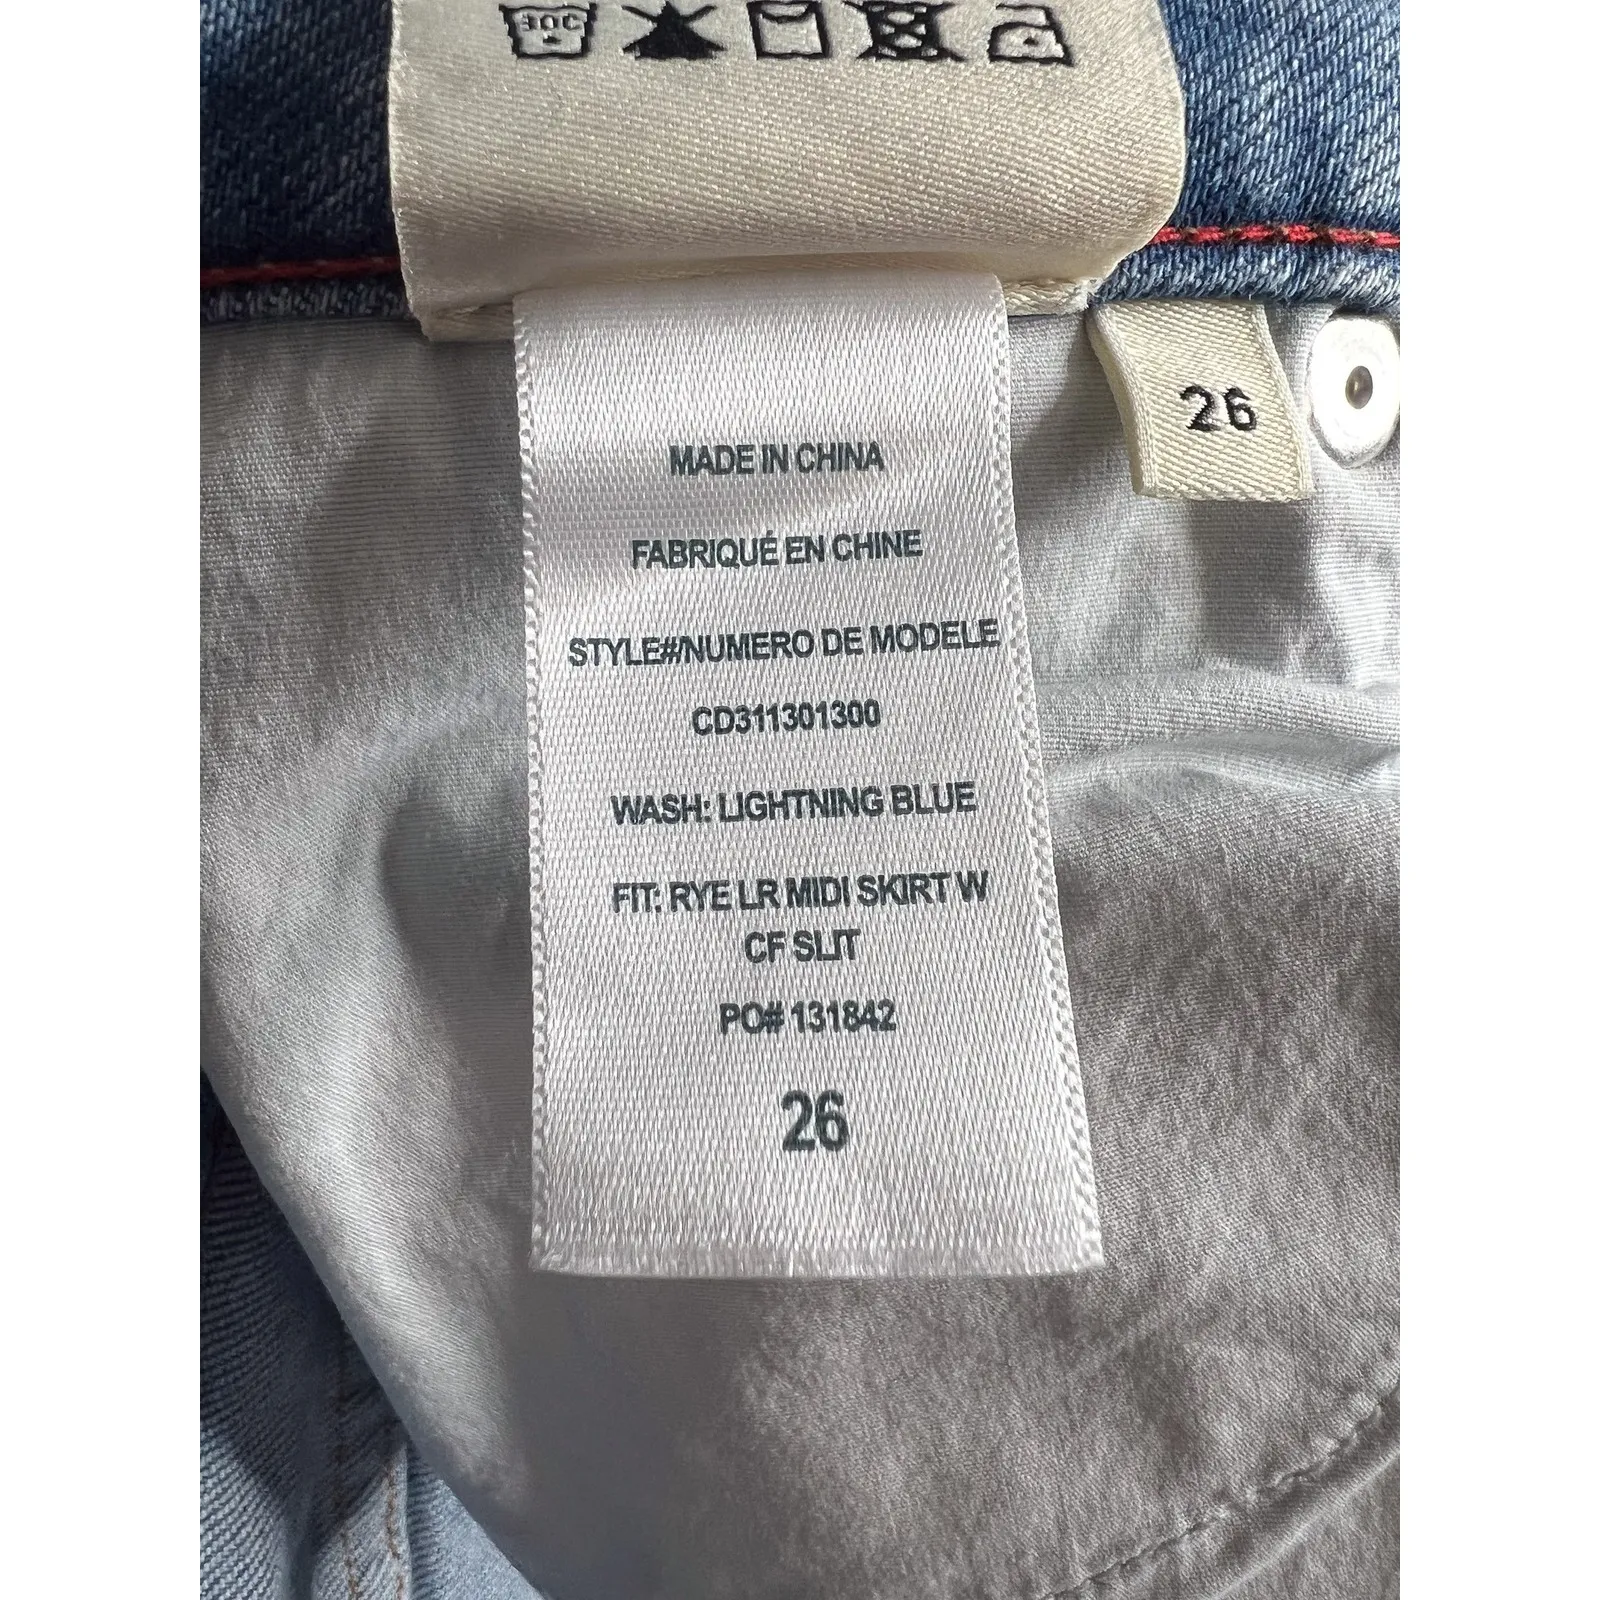 30C
MADE IN CHINA
FABRIQUÉ EN CHINE
STYLE#/NUMERO DE MODELE
CD311301300
WASH: LIGHTNING BLUE
FIT: RYE LR MIDI SKIRT W
CF SLIT
PO# 131842
26
26